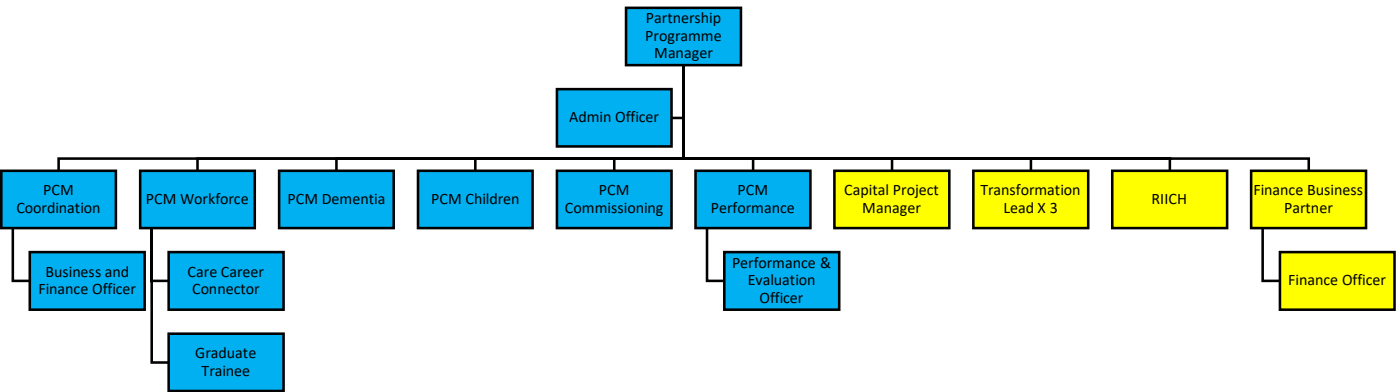 Partnership
Programme
Manager
Admin Officer
PCM
Coordination
PCM Workforce
PCM Dementia
PCM Children
PCM
Commissioning
PCM
Performance
Capital Project
Manager
Transformation
Lead X 3
RIICH
Finance Business
Partner
Business and
Finance Officer
Care Career
Connector
Performance &
Evaluation
Officer
Finance Officer
Graduate
Trainee